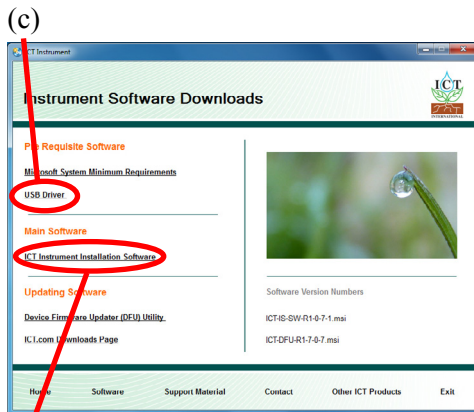 (c)
ICT Instrument
Instrument Software Downloads
ICT
INTERNATIONAL
Pre Requisite Software
Microsoft System Minimum Requirements
USB Driver
Main Software
ICT Instrument Installation Software
Updating Software
Software Version Numbers
Device Firmware Updater (DFU) Utility
ICT-IS-SW-R1-0-7-1.msi
ICT.com Downloads Page
ICT-DFU-R1-7-0-7.msi
Home Software Support Material Contact Other ICT Products Exit